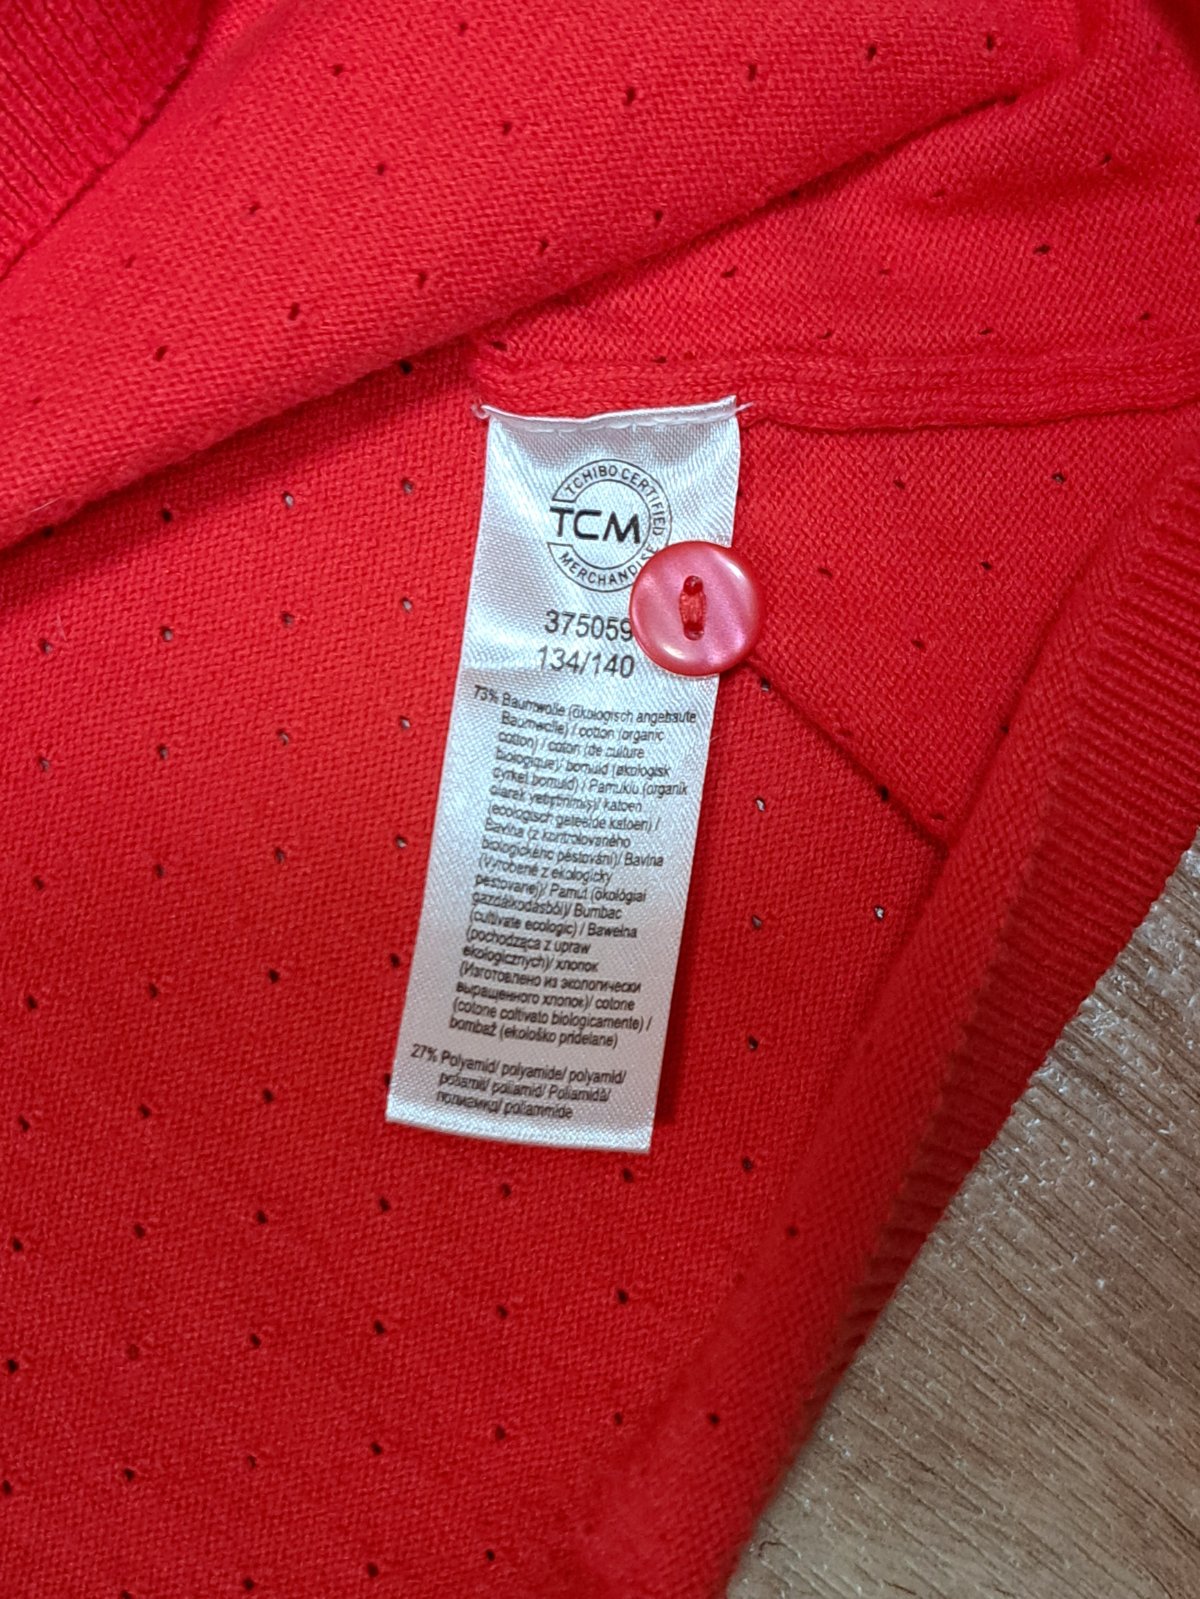 TCHIBO CERTIFIED
TCM
MERCHANDISE
375059
134/140
73% Baumwolle (ökologisch angebaute
Baumwolle) / cotton (organic
cotton) / coton (de culture
biologique)/ bomuld (økologisk
dyrket bomuld) / Pamuklu (organik
olarak yetiştirilmiş)/ katoen
(ecologisch geteelde katoen) /
Bavlna (z kontrolovaného
biologického pěstování)/ Bavlna
(Vyrobené z ekologicky
pestovanej)/ Pamut (ökológiai
gazdálkodásból)/ Bumbac
(cultivate ecologic) / Bawełna
(pochodząca z upraw
ekologicznych)/ хлопок
(Изготовлено из экологически
выращенного хлопок)/ cotone
(cotone coltivato biologicamente) /
bombaž (ekološko pridelane)
27% Polyamid/ polyamide/ polyamid/
poliamit/ poliamid/ Poliamidă/
полиамид/ poliammide